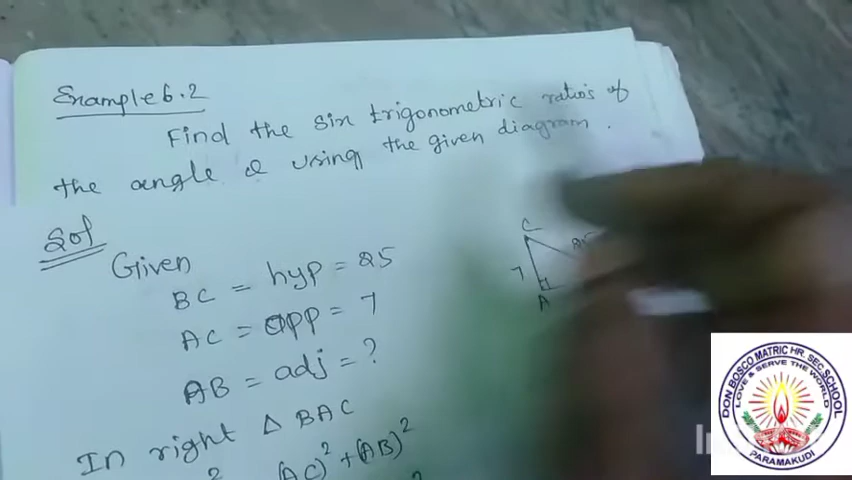 Example 6.2
Find the six trigonometric ratios of
the angle θ using the given diagram.
Sol
Given
BC = hyp = 25
AC = opp = 7
AB = adj = ?
In right △ BAC
(AC)² + (AB)²
C
25
7
A
DON BOSCO MATRIC HR. SEC. SCHOOL
LOVE & SERVE THE WORLD
PARAMAKUDI